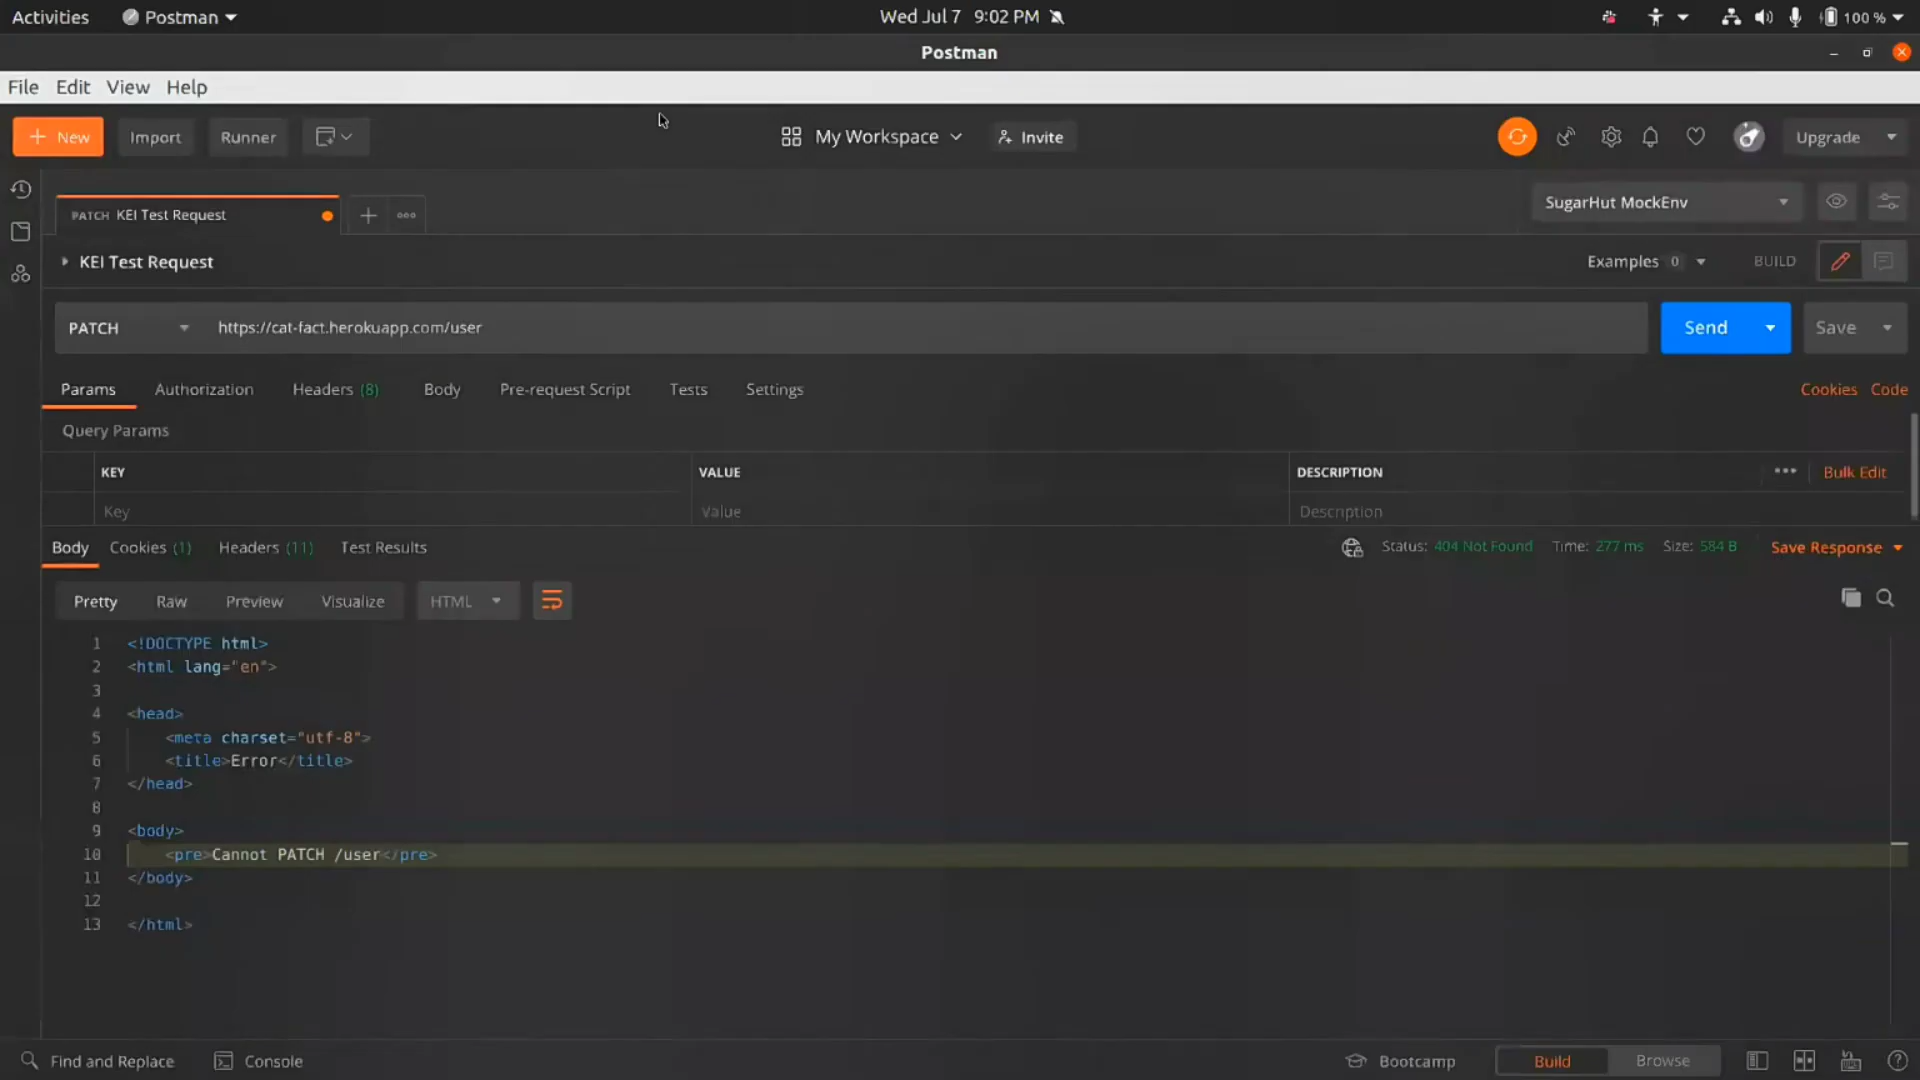 Activities Postman Wed Jul 7 9:02 PM 100 %
Postman
File Edit View Help
+ New Import Runner My Workspace Invite Upgrade
PATCH KEI Test Request SugarHut MockEnv
KEI Test Request Examples 0 BUILD
PATCH https://cat-fact.herokuapp.com/user Send Save
Params Authorization Headers (8) Body Pre-request Script Tests Settings Cookies Code
Query Params
KEY VALUE DESCRIPTION Bulk Edit
Key Value Description
Body Cookies (1) Headers (11) Test Results Status: 404 Not Found Time: 277 ms Size: 584 B Save Response
Pretty Raw Preview Visualize HTML
1 <!DOCTYPE html>
2 <html lang="en">
3
4 <head>
5 <meta charset="utf-8">
6 <title>Error</title>
7 </head>
8
9 <body>
10 <pre>Cannot PATCH /user</pre>
11 </body>
12
13 </html>
Find and Replace Console Bootcamp Build Browse